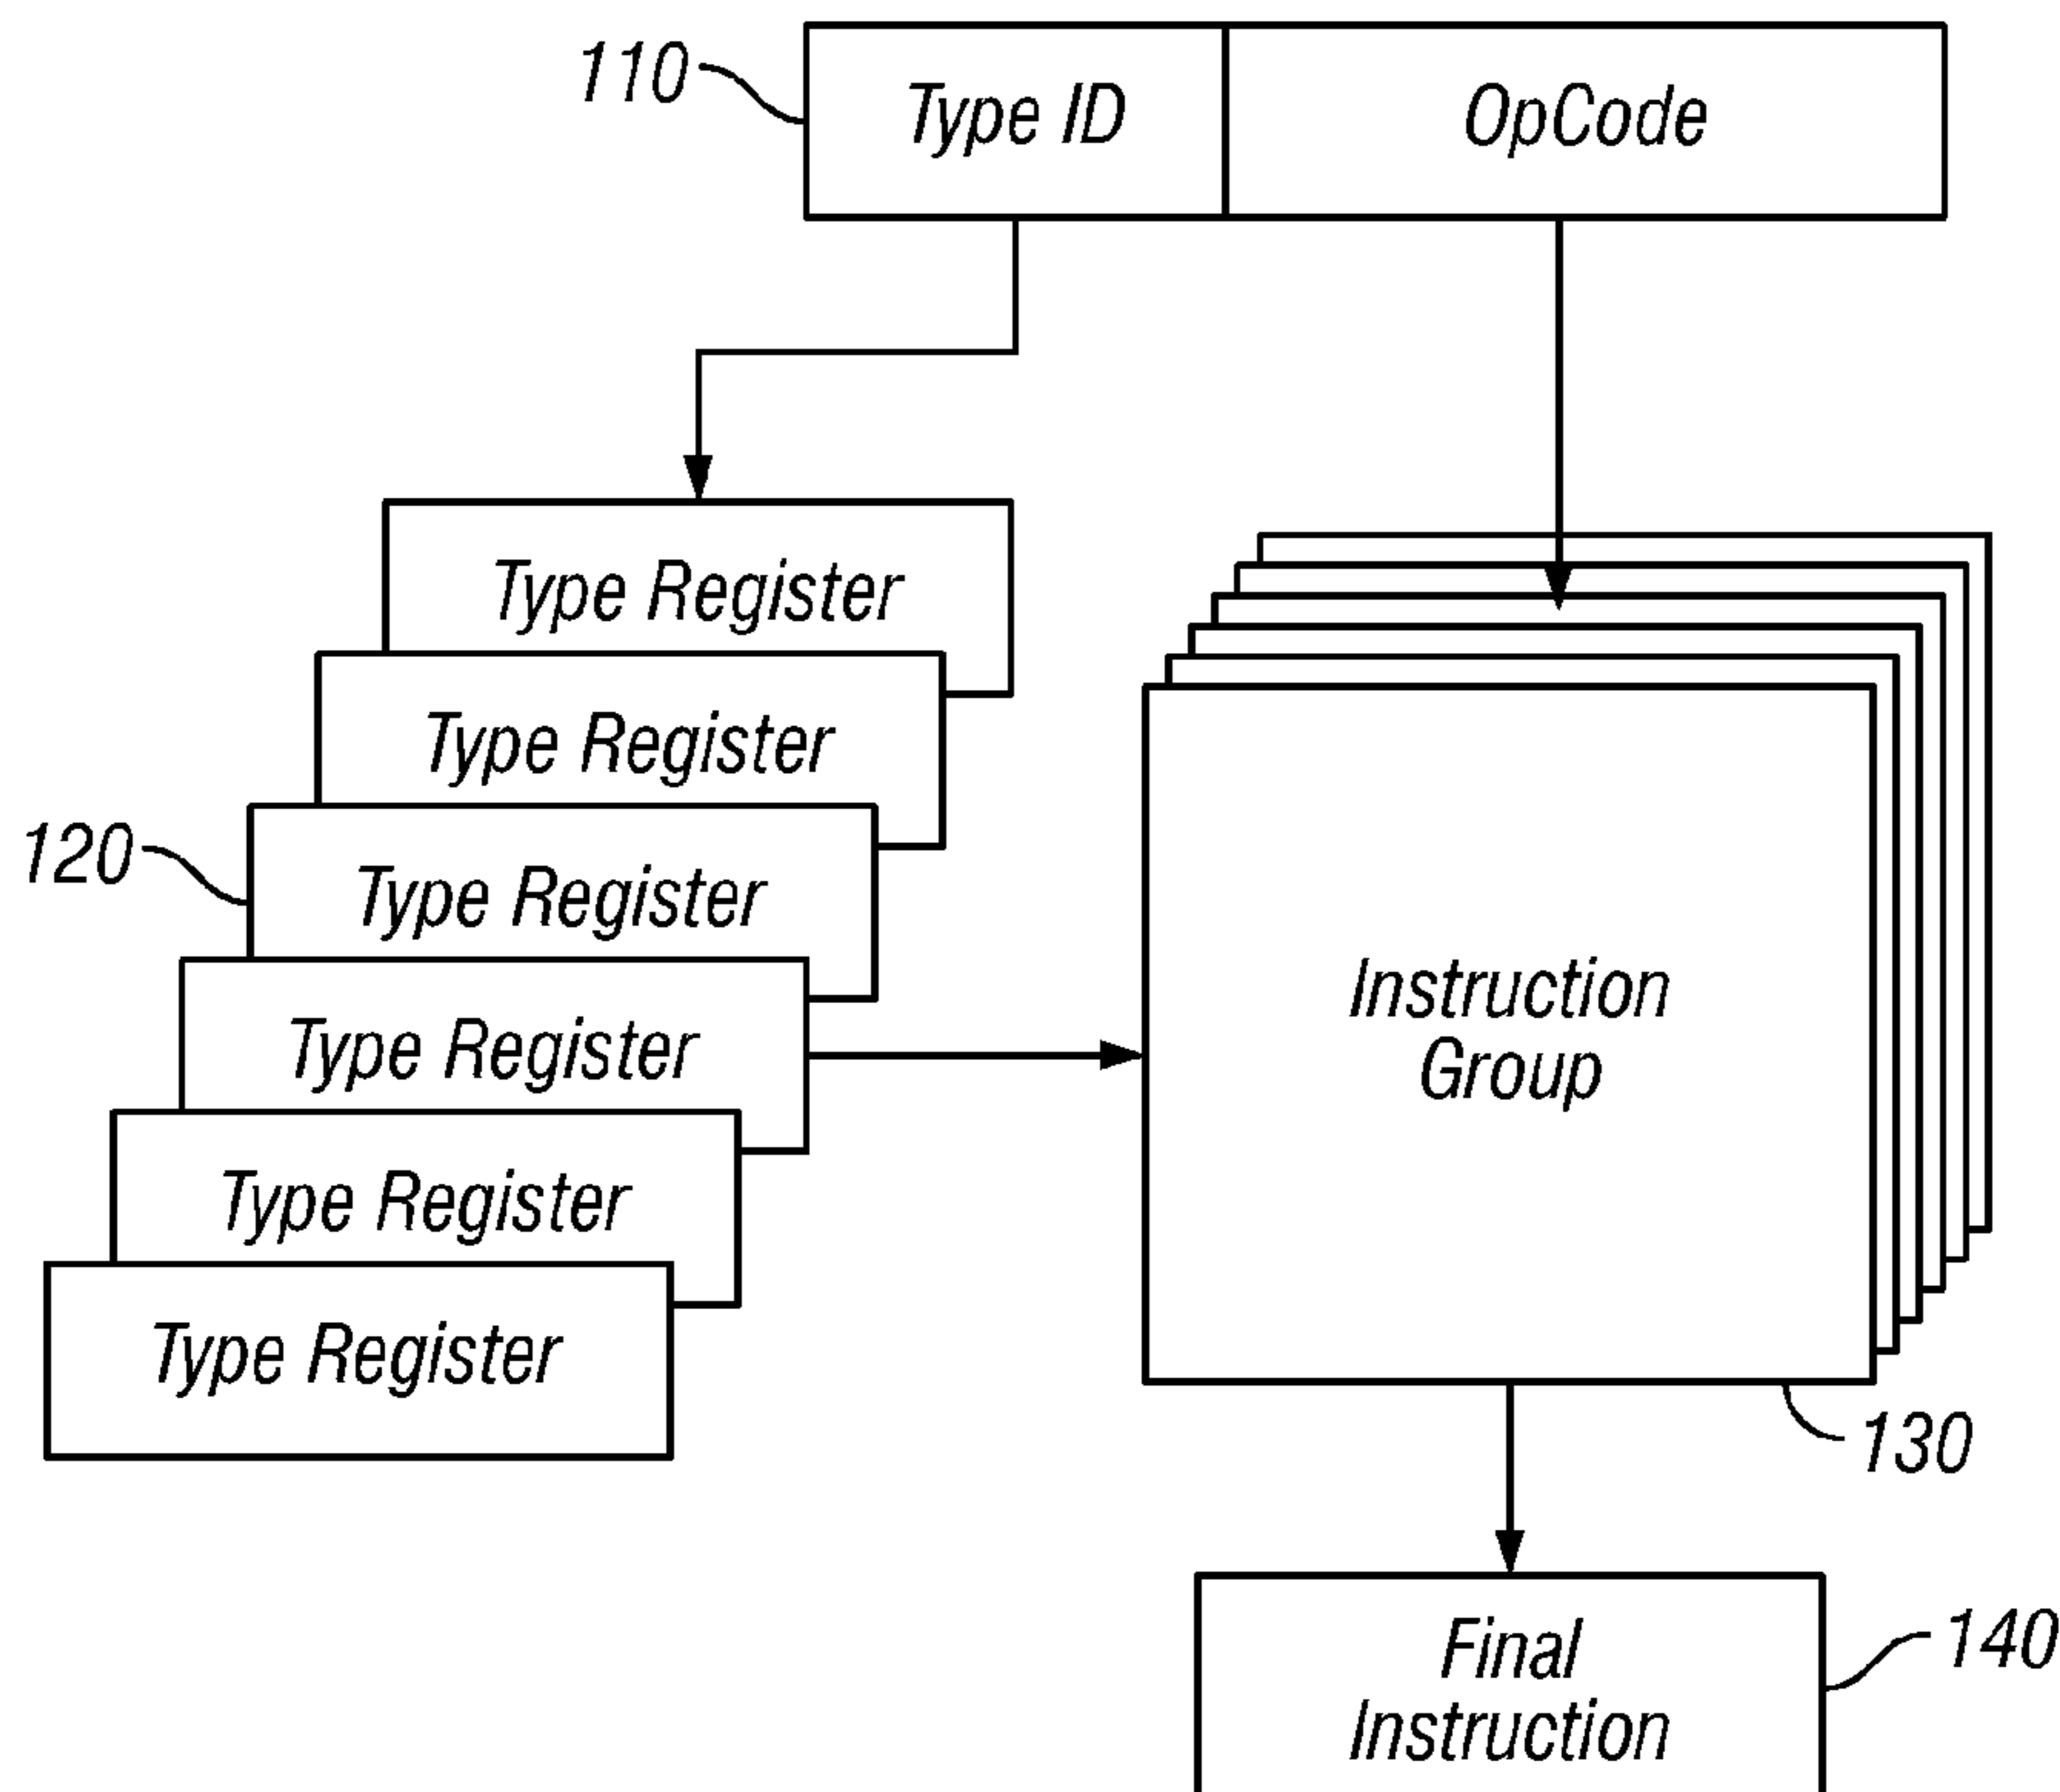 110
Type ID
OpCode
Type Register
Type Register
120
Type Register
Type Register
Type Register
Type Register
Instruction
Group
130
Final
Instruction
140